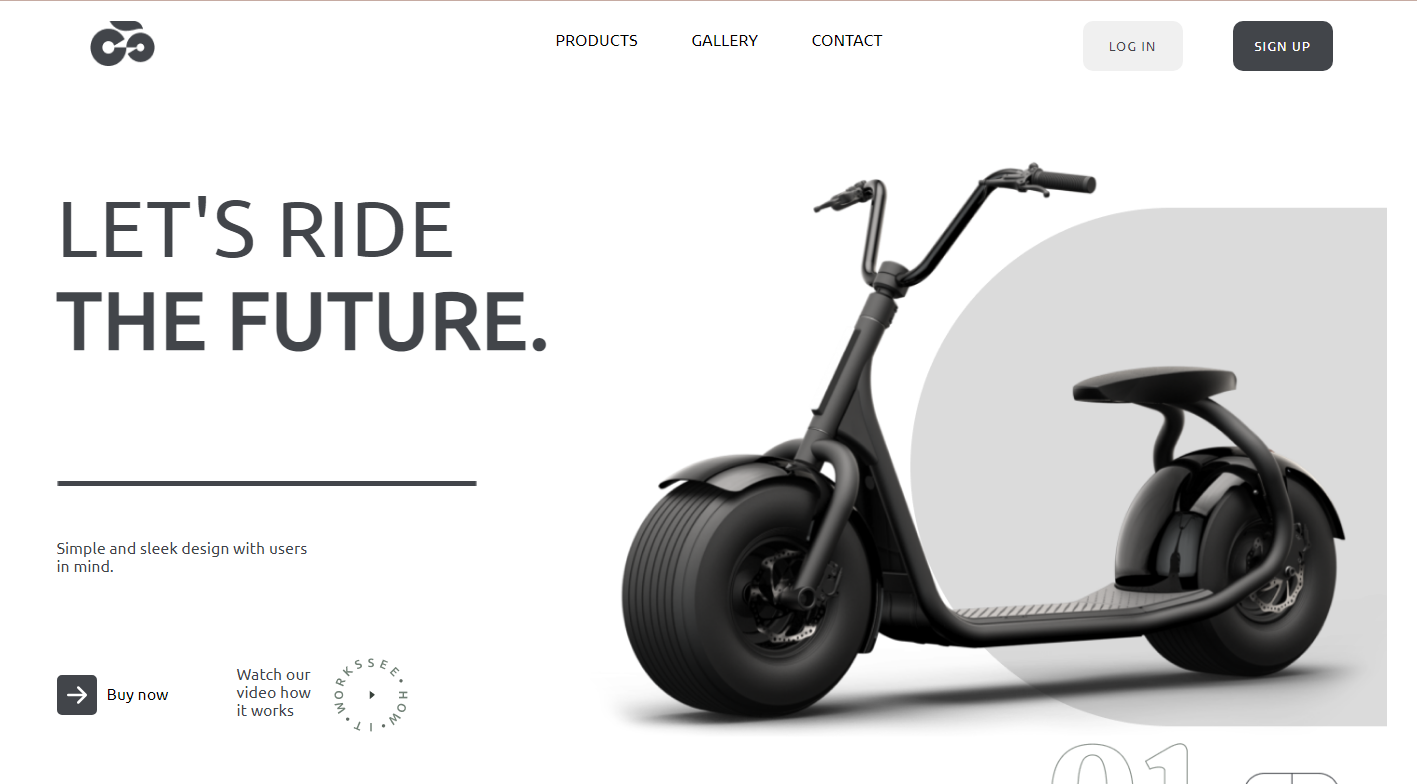 PRODUCTS
GALLERY
CONTACT
LOG IN
SIGN UP
LET'S RIDE
THE FUTURE.
Simple and sleek design with users
in mind.
Buy now
Watch our
video how
it works
SEE • HOW • IT • WORKS
01